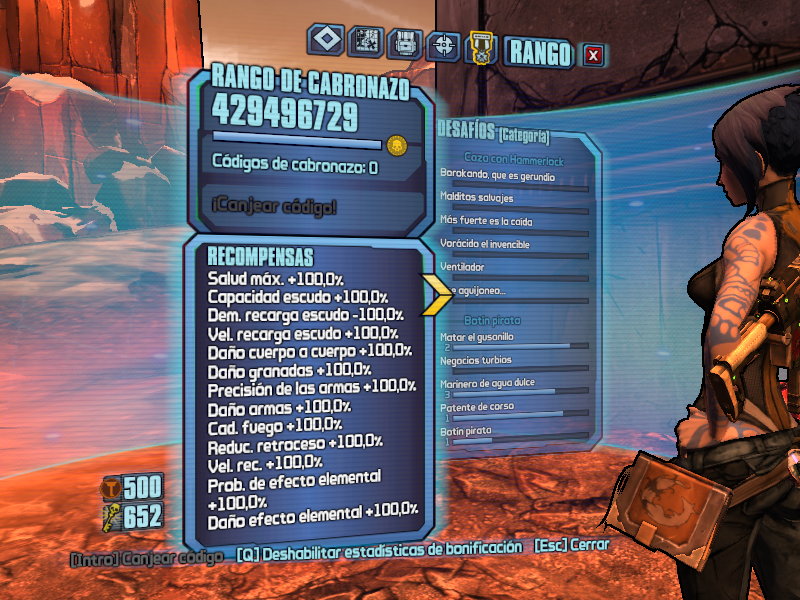 RANGO
X
RANGO DE CABRONAZO
429496729
Códigos de cabronazo: 0
¡Canjear código!
RECOMPENSAS
Salud máx. +100,0%
Capacidad escudo +100,0%
Dem. recarga escudo -100,0%
Vel. recarga escudo +100,0%
Daño cuerpo a cuerpo +100,0%
Daño granadas +100,0%
Precisión de las armas +100,0%
Daño armas +100,0%
Cad. fuego +100,0%
Reduc. retroceso +100,0%
Vel. rec. +100,0%
Prob. de efecto elemental
+100,0%
Daño efecto elemental +100,0%
DESAFÍOS (Categoría)
Caza con Hammerlock
Borokando, que es gerundio
Malditos salvajes
Más fuerte es la caída
Vorácido el invencible
Ventilador
aguijoneo...
Botín pirata
Matar el gusanillo
2
Negocios turbios
Marinero de agua dulce
3
Patente de corso
1
Botín pirata
1
500
652
[Intro] Canjear código [Q] Deshabilitar estadísticas de bonificación [Esc] Cerrar